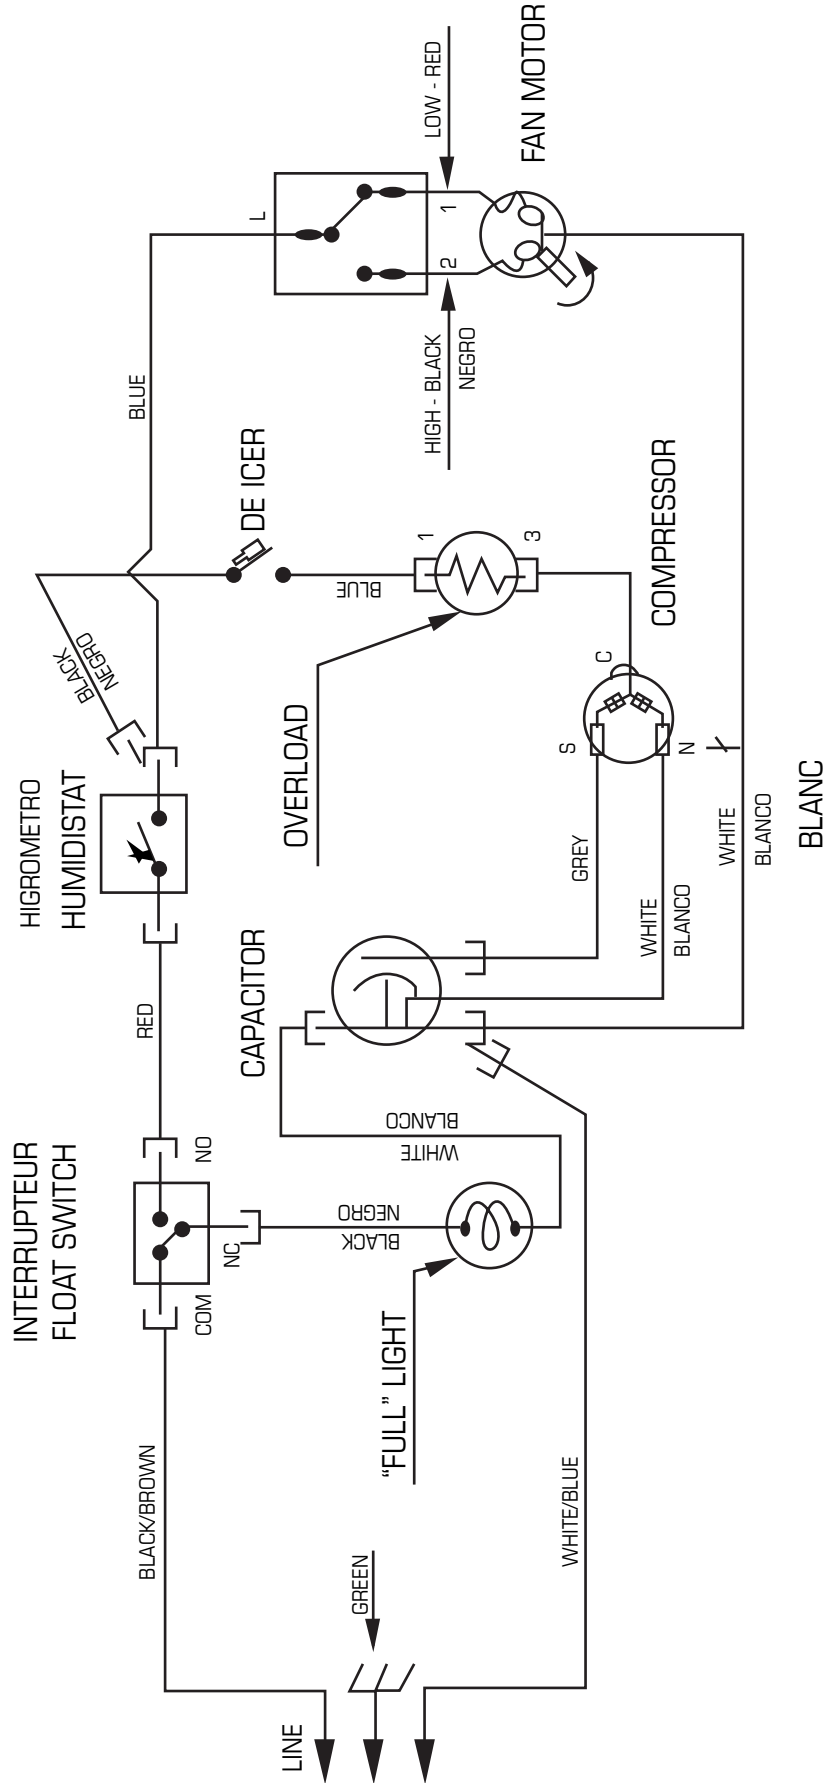 INTERRUPTEUR
FLOAT SWITCH
HIGROMETRO
HUMIDISTAT
BLACK
NEGRO
BLUE
L
BLACK/BROWN
COM
NC
NO
RED
CAPACITOR
OVERLOAD
DE ICER
BLUE
1
3
HIGH - BLACK
NEGRO
2
1
LOW - RED
FAN MOTOR
LINE
GREEN
"FULL" LIGHT
BLACK
NEGRO
WHITE
BLANCO
WHITE/BLUE
GREY
WHITE
BLANCO
S
N
C
COMPRESSOR
WHITE
BLANCO
BLANC